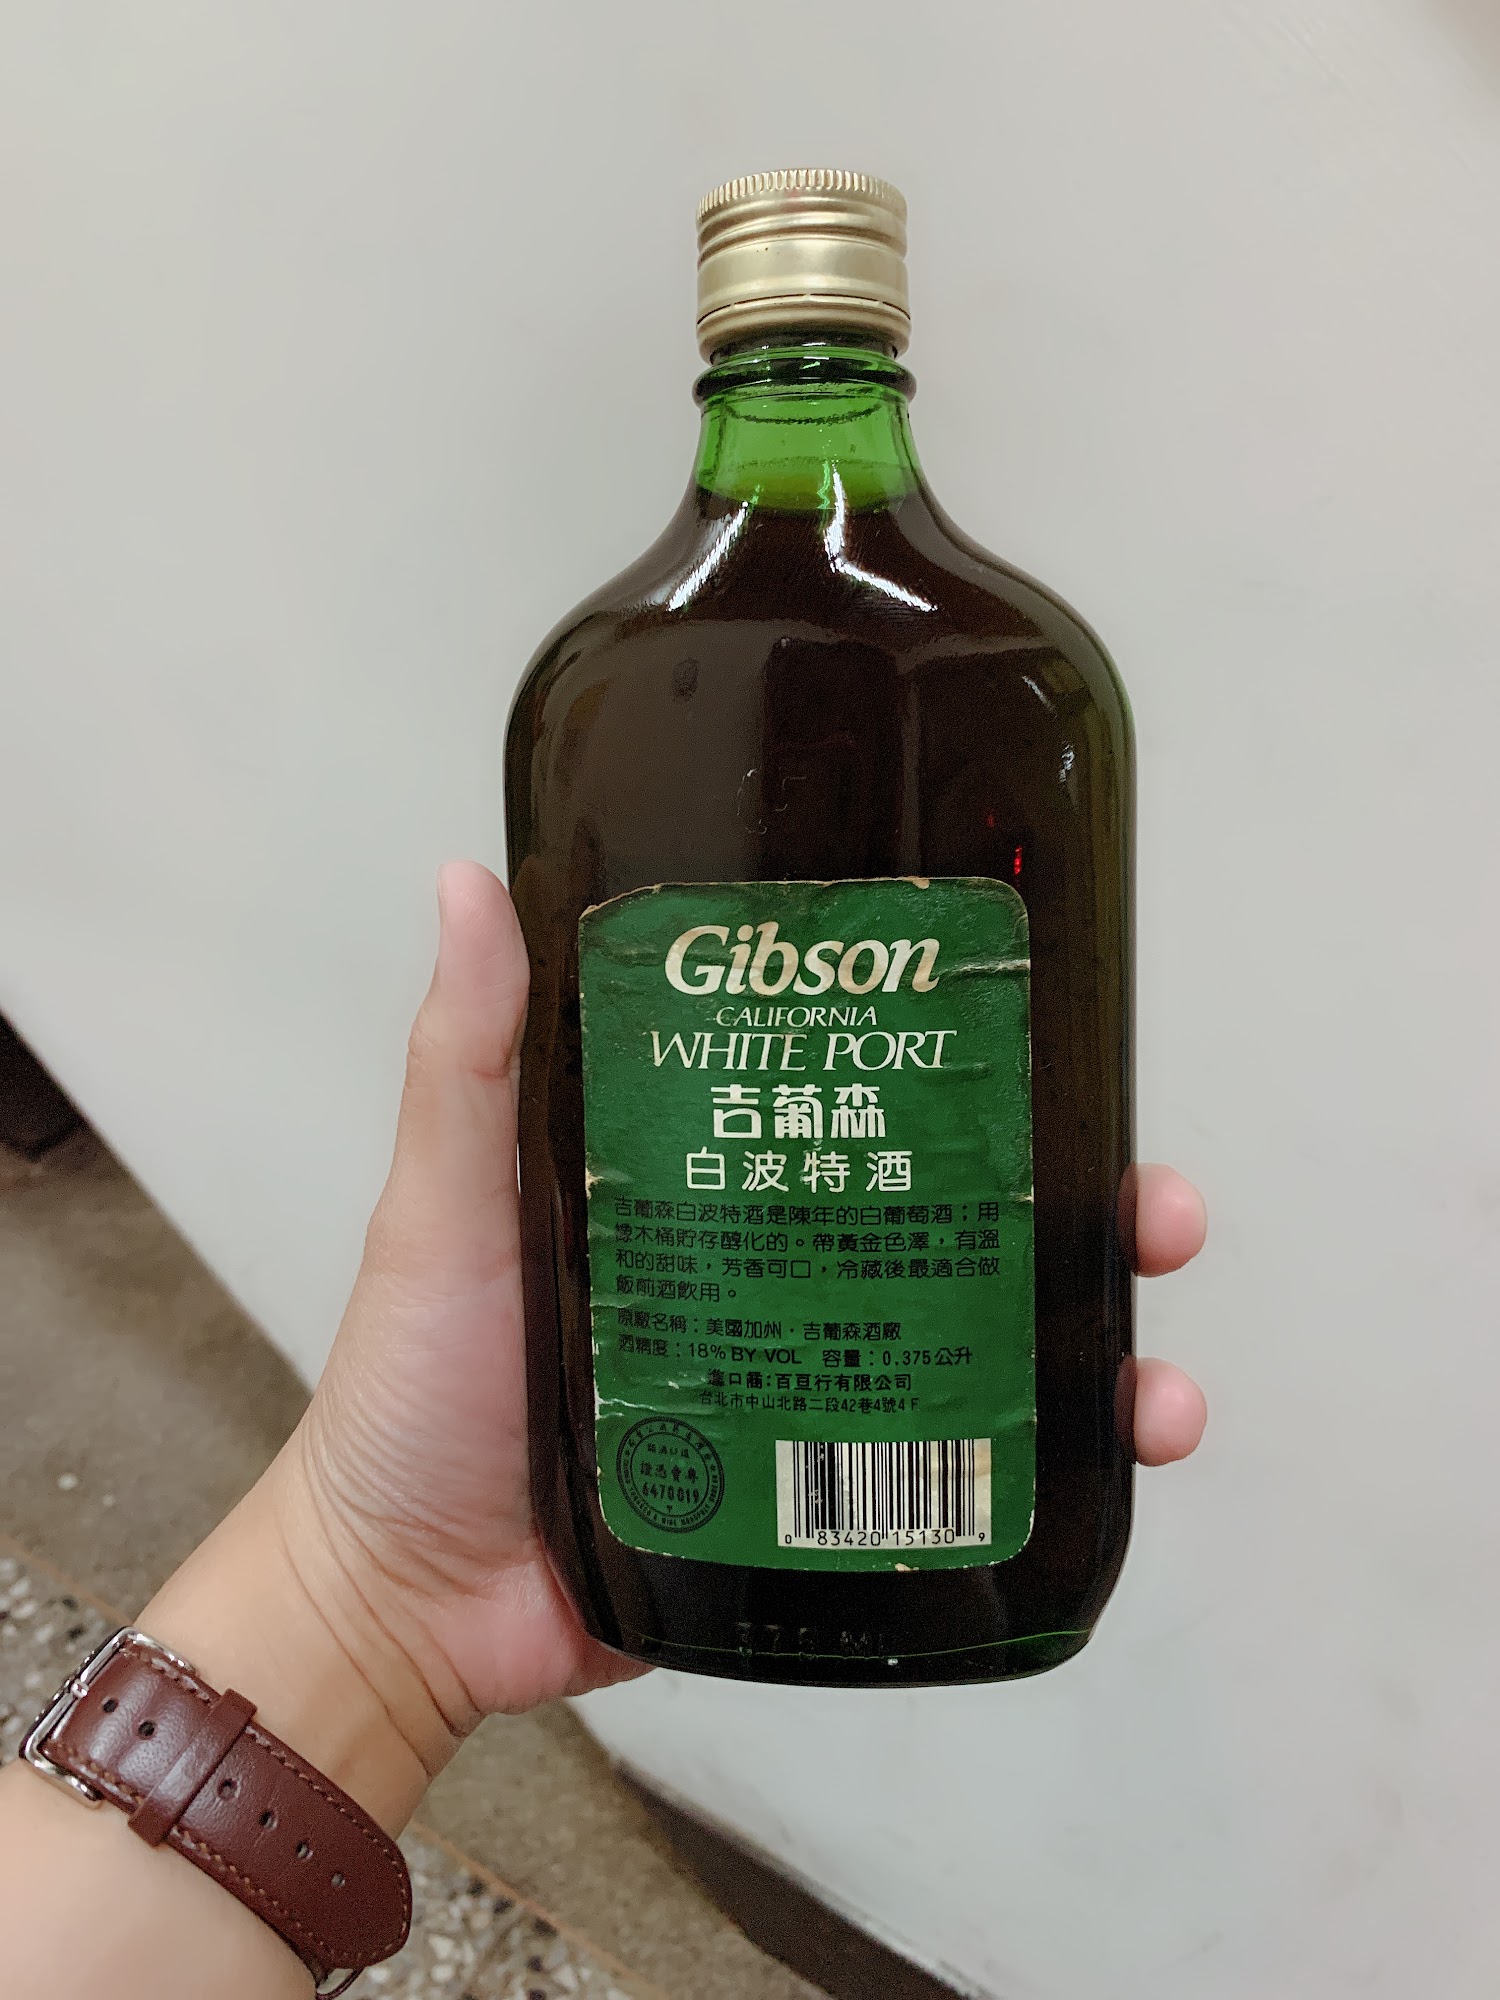 Gibson
CALIFORNIA
WHITE PORT
吉葡森
白波特酒
吉葡森白波特酒是陳年的白葡萄酒；用
橡木桶貯存醇化的。帶黃金色澤，有溫
和的甜味，芳香可口，冷藏後最適合做
飯前酒飲用。
原廠名稱：美國加州·吉葡森酒廠
酒精度：18% BY VOL 容量：0.375公升
進口商:百亘行有限公司
台北市中山北路二段42巷4號4 F
證憑賣專
6470019
0 83420 15130 9
375 ML